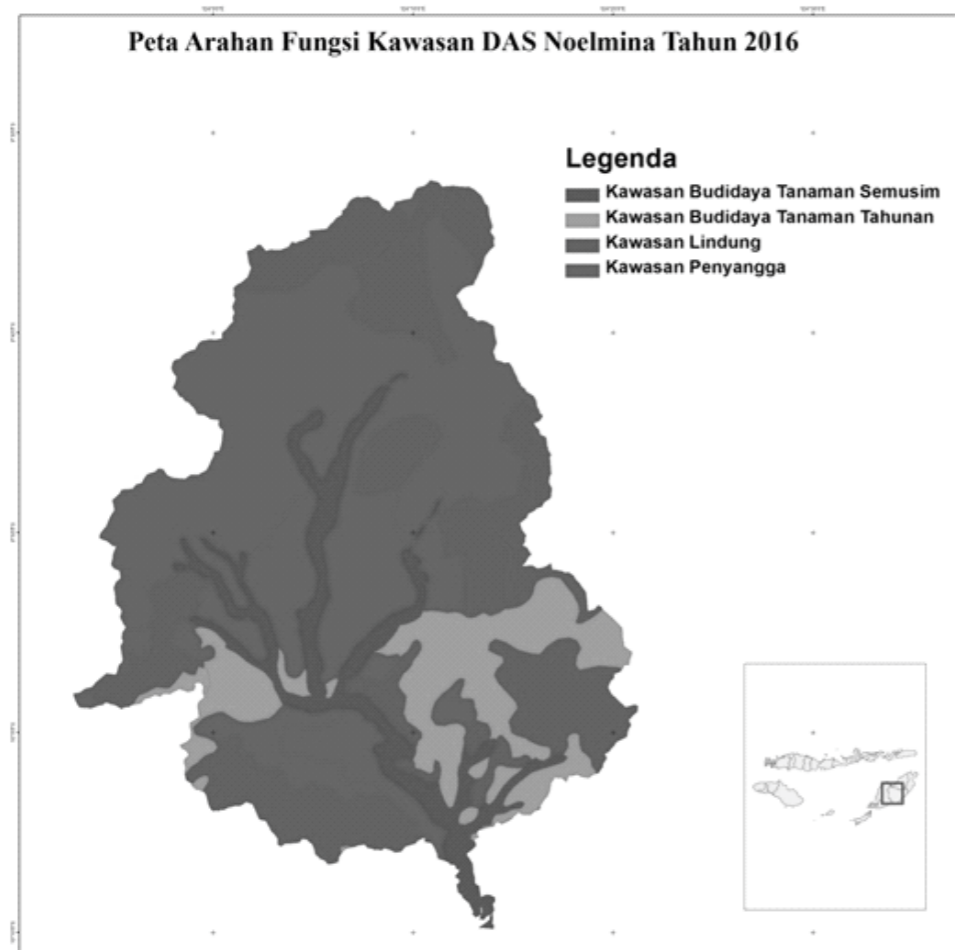 Peta Arahan Fungsi Kawasan DAS Noelmina Tahun 2016
Legenda
Kawasan Budidaya Tanaman Semusim
Kawasan Budidaya Tanaman Tahunan
Kawasan Lindung
Kawasan Penyangga